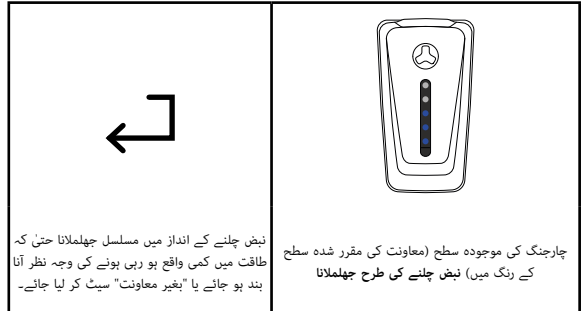 چارجنگ کی موجودہ سطح (معاونت کی مقرر شدہ سطح
کے رنگ میں) نبض چلنے کی طرح جھلملانا
نبض چلنے کے انداز میں مسلسل جھلملانا حتیٰ کہ
طاقت میں کمی واقع ہو رہی ہونے کی وجہ نظر آنا
بند ہو جائے یا "بغیر معاونت" سیٹ کر لیا جائے۔